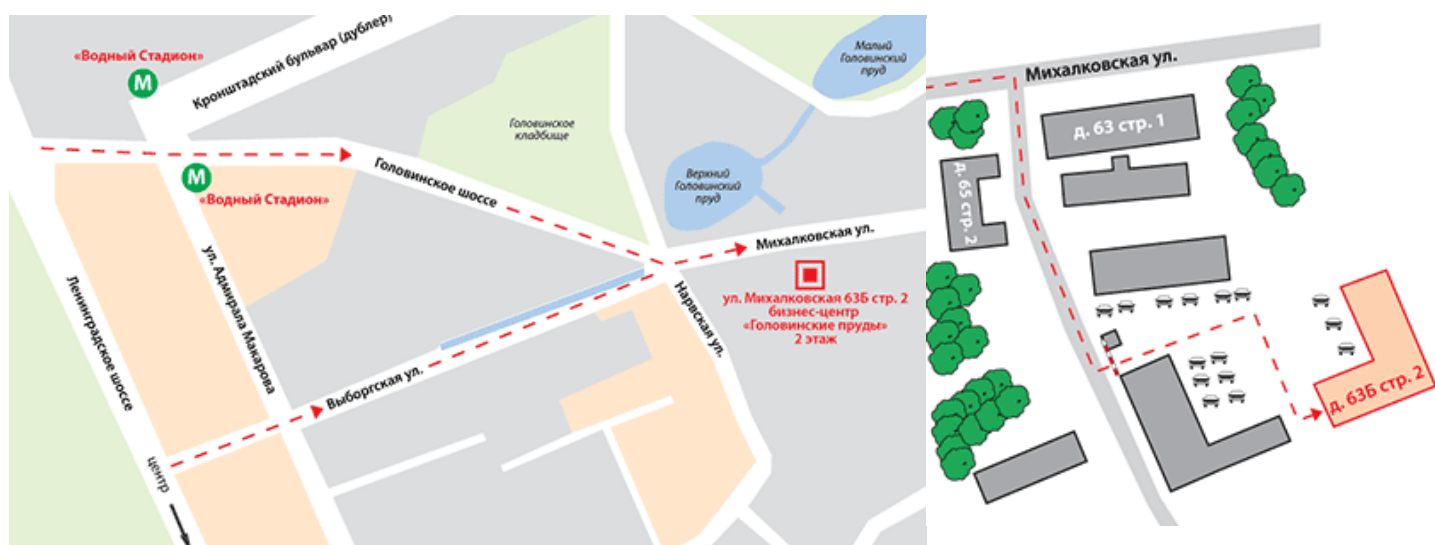 «Водный Стадион»
М
Кронштадский бульвар (дублер)
Малый
Головинский
пруд
Головинское
кладбище
Верхний
Головинский
пруд
М
«Водный Стадион»
Головинское шоссе
Михалковская ул.
ул. Михалковская 63Б стр. 2
бизнес-центр
«Головинские пруды»
2 этаж
Ленинградское шоссе
ул. Адмирала Макарова
Нарвская ул.
Выборгская ул.
центр
Михалковская ул.
д. 63 стр. 1
д. 65 стр. 2
д. 63Б стр. 2